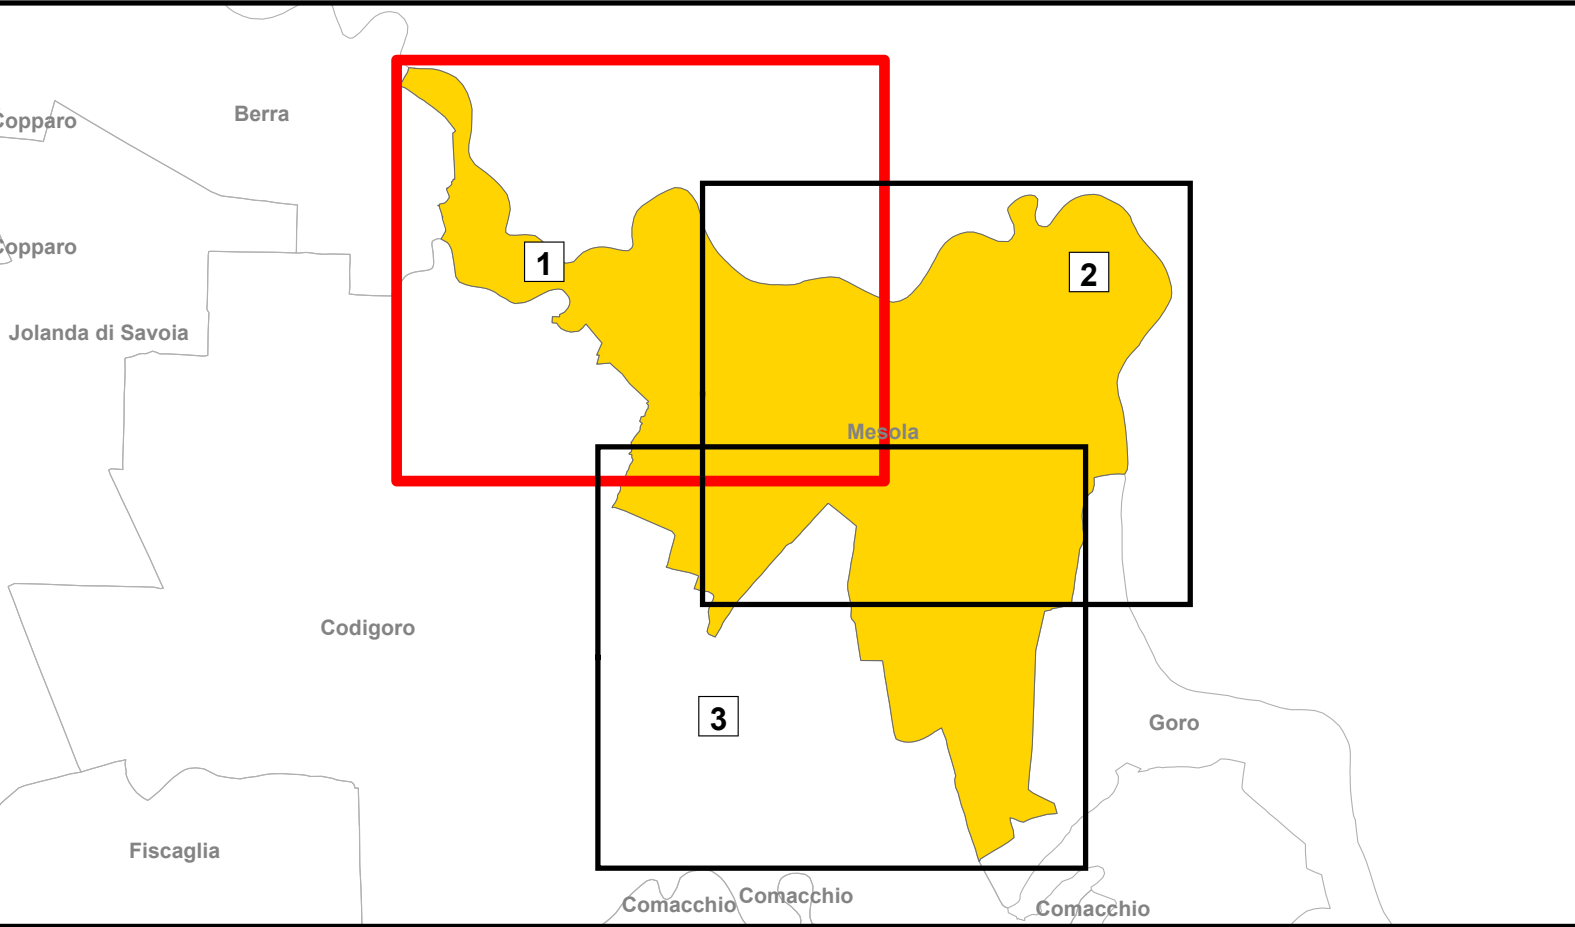 Berra
Copparo
1
2
Copparo
Jolanda di Savoia
Mesola
Codigoro
3
Goro
Fiscaglia
Comacchio
Comacchio
Comacchio